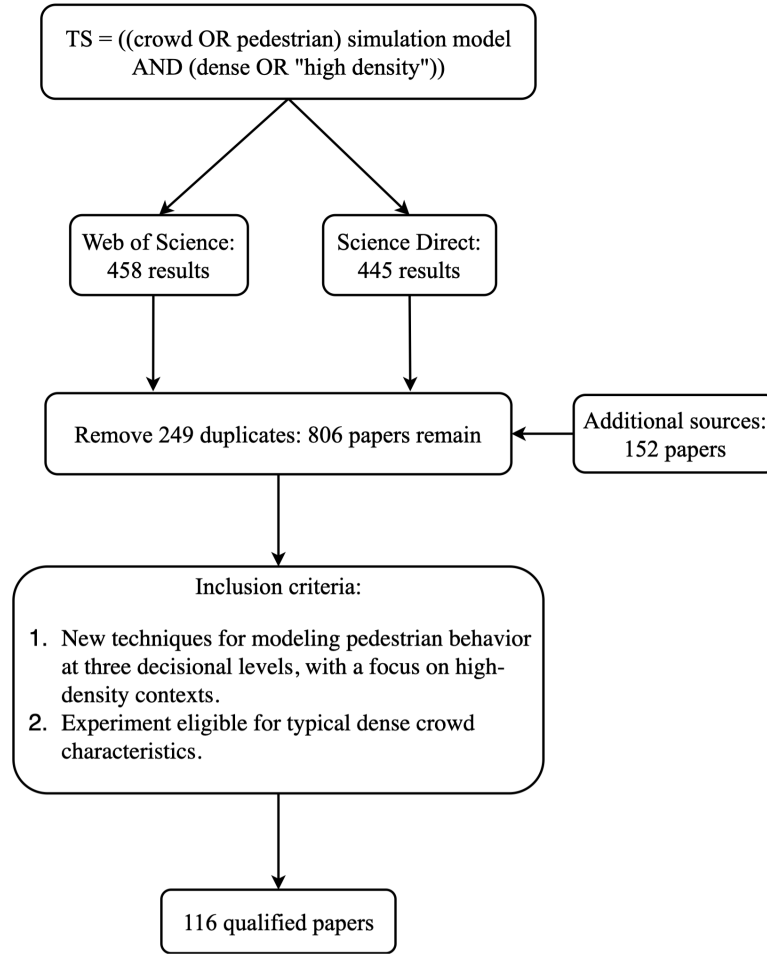 TS = ((crowd OR pedestrian) simulation model
AND (dense OR "high density"))
Web of Science:
458 results
Science Direct:
445 results
Remove 249 duplicates: 806 papers remain
Additional sources:
152 papers
Inclusion criteria:
1. New techniques for modeling pedestrian behavior
at three decisional levels, with a focus on high-
density contexts.
2. Experiment eligible for typical dense crowd
characteristics.
116 qualified papers